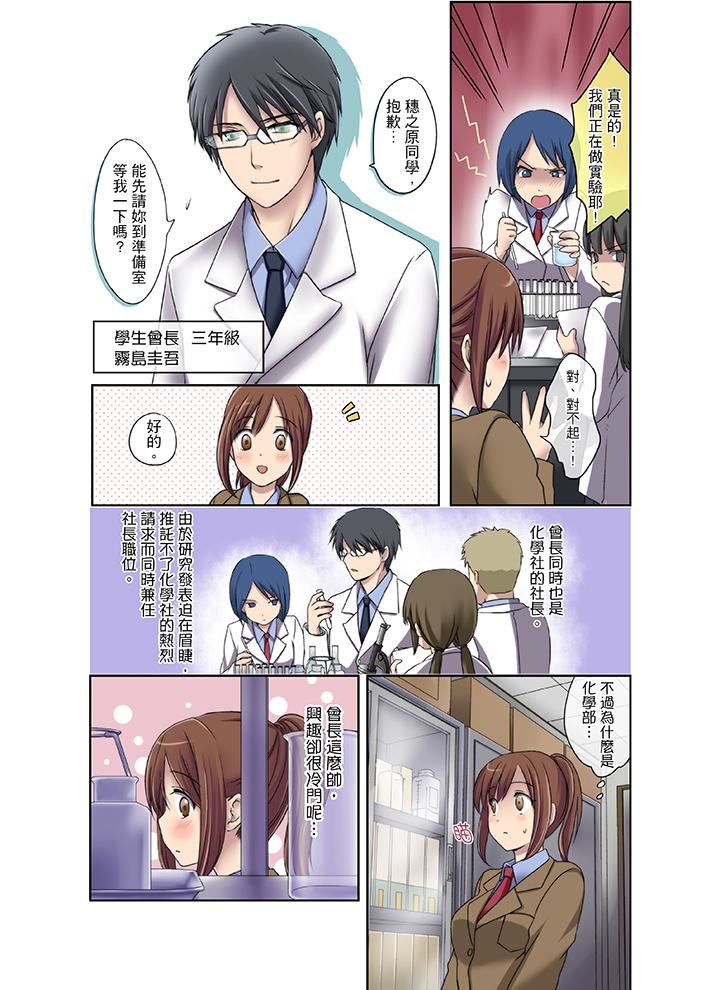 真是的！
我們正在做實驗耶！
對、對不起…！
穗之原同學，
抱歉…
能先請妳到準備室
等我一下嗎？
學生會長　三年級
霧島圭吾
好的。
會長同時也是
化學社的社長。
由於研究發表迫在眉睫，
推託不了化學社的熱烈
請求而同時兼任
社長職位。
不過為什麼是
化學部…
瞄
會長這麼帥，
興趣卻很冷門呢…